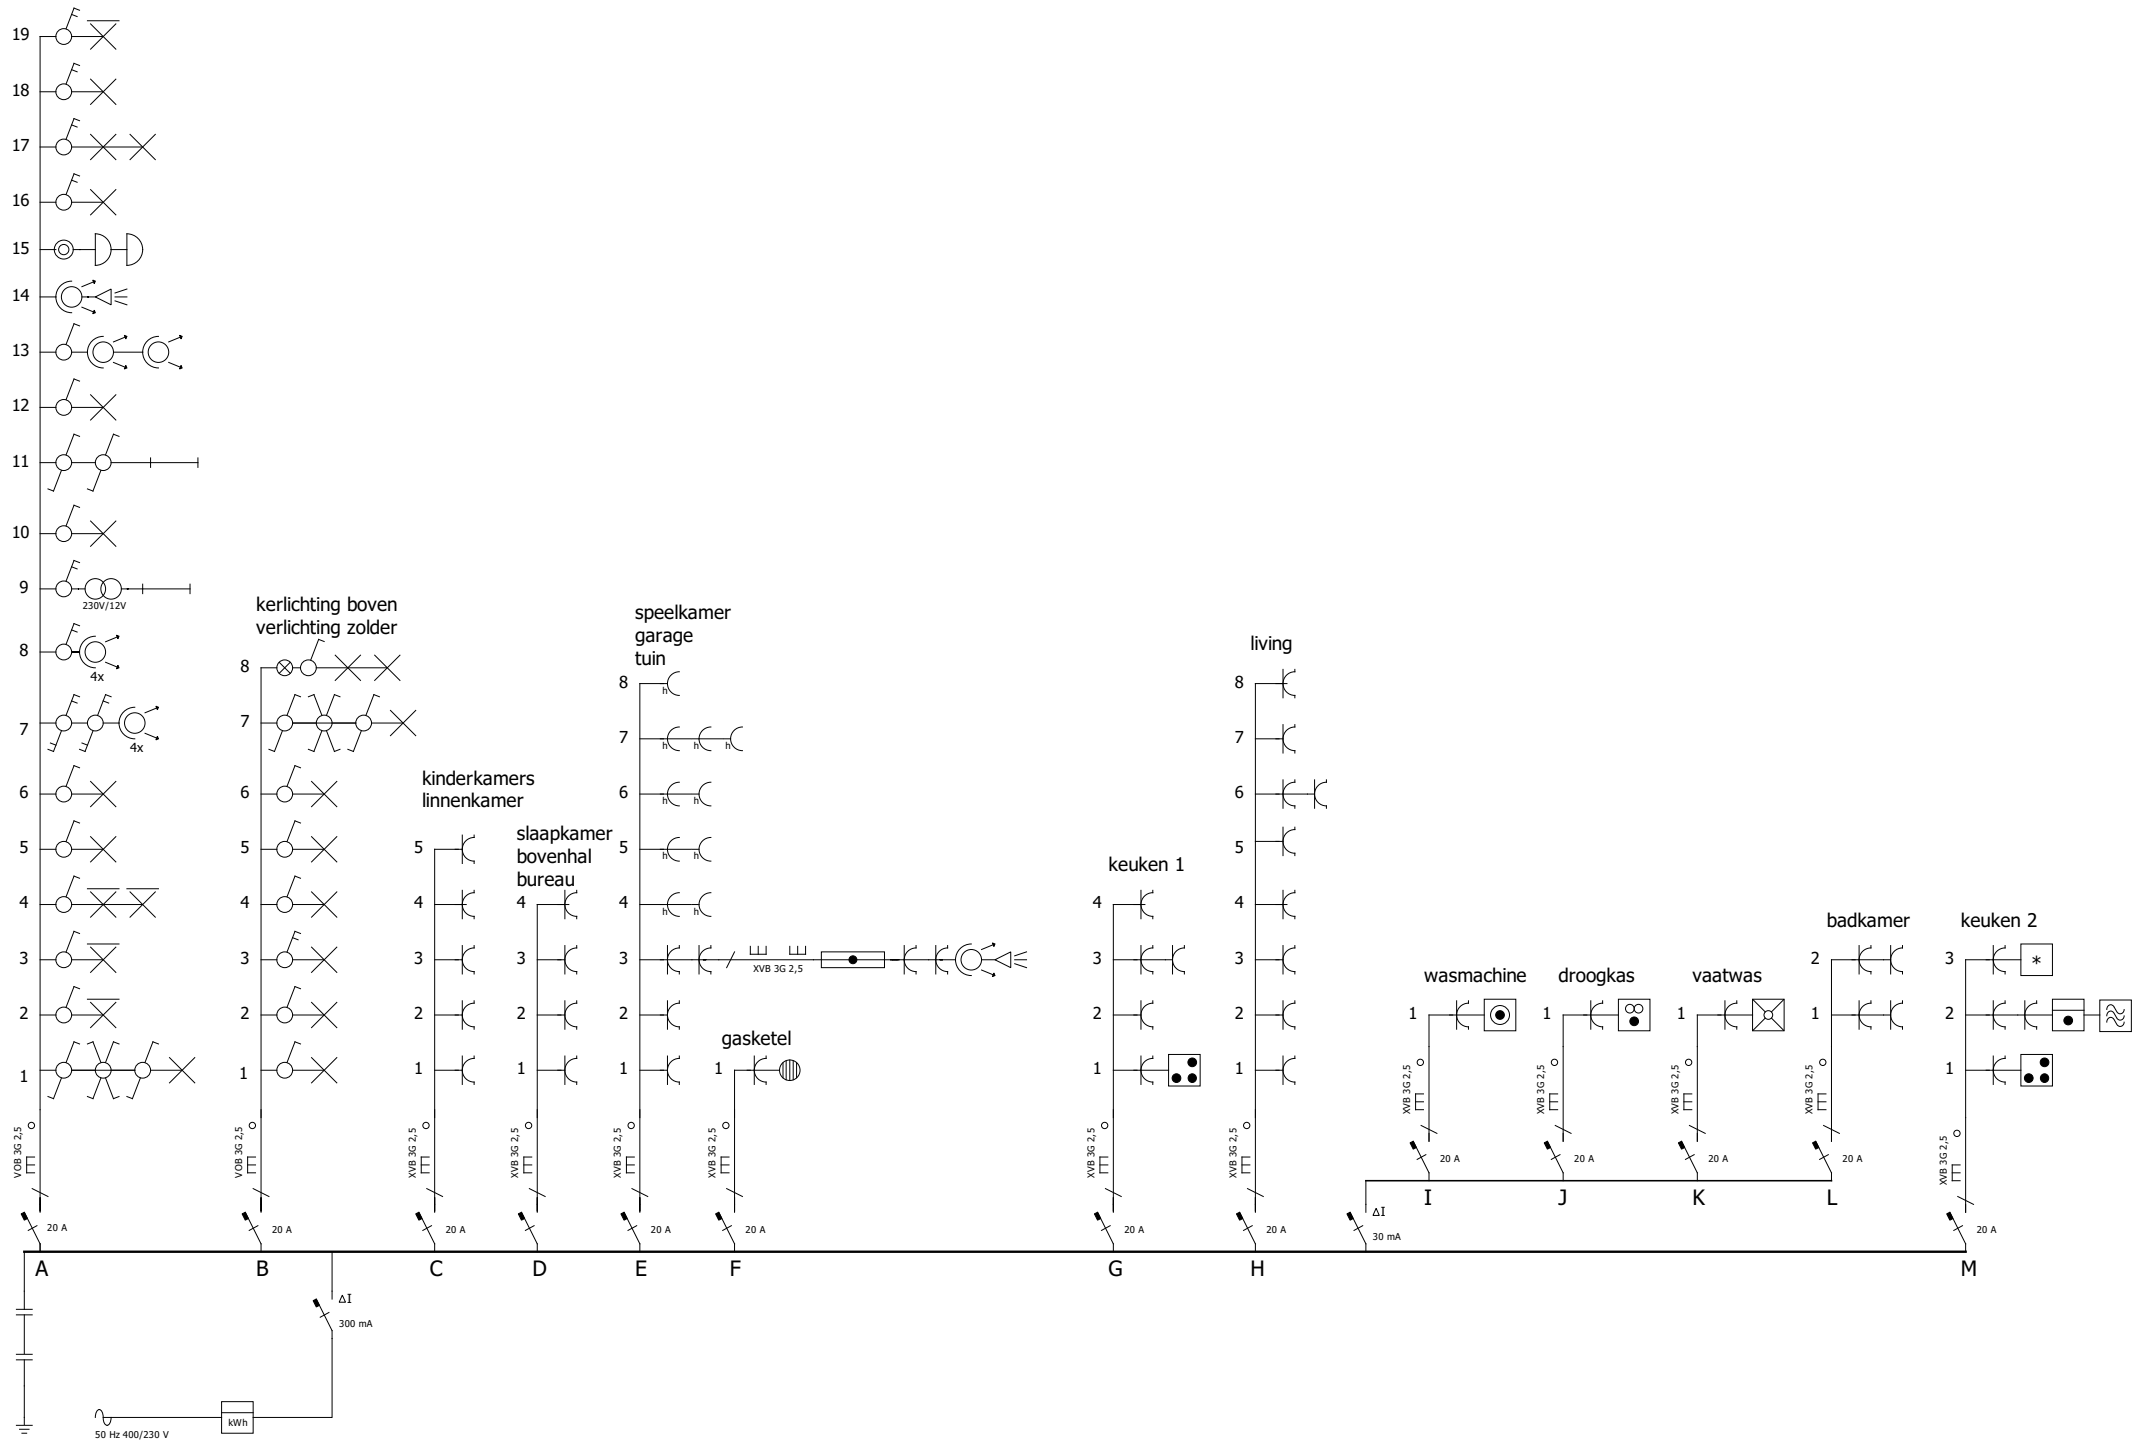 19
18
17
16
15
14
13
12
11
10
9
230V/12V
8
4x
7
4x
6
5
4
3
2
1
VOB 3G 2,5
20 A
A
kerlichting boven
verlichting zolder
8
7
6
5
4
3
2
1
VOB 3G 2,5
20 A
B
kinderkamers
linnenkamer
5
4
3
2
1
XVB 3G 2,5
20 A
C
slaapkamer
bovenhal
bureau
4
3
2
1
XVB 3G 2,5
20 A
D
speelkamer
garage
tuin
8
h
7
h h h
6
h h
5
h h
4
h h
3
XVB 3G 2,5
2
1
XVB 3G 2,5
20 A
E
gasketel
1
XVB 3G 2,5
20 A
F
keuken 1
4
3
2
1
XVB 3G 2,5
20 A
G
living
8
7
6
5
4
3
2
1
XVB 3G 2,5
20 A
H
ΔI
30 mA
wasmachine
1
XVB 3G 2,5
20 A
I
droogkas
1
XVB 3G 2,5
20 A
J
vaatwas
1
XVB 3G 2,5
20 A
K
badkamer
2
1
XVB 3G 2,5
20 A
L
keuken 2
3
*
2
1
XVB 3G 2,5
20 A
M
ΔI
300 mA
kWh
50 Hz 400/230 V